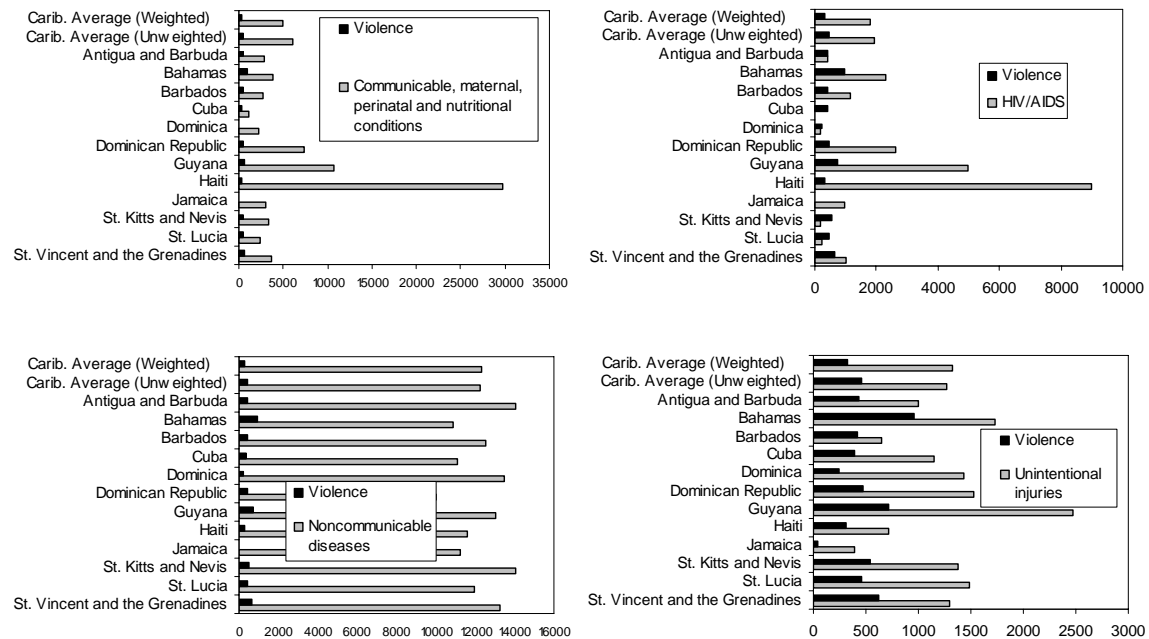 Carib. Average (Weighted)
Carib. Average (Unweighted)
Antigua and Barbuda
Bahamas
Barbados
Cuba
Dominica
Dominican Republic
Guyana
Haiti
Jamaica
St. Kitts and Nevis
St. Lucia
St. Vincent and the Grenadines
Violence
Communicable, maternal,
perinatal and nutritional
conditions
0 5000 10000 15000 20000 25000 30000 35000
Carib. Average (Weighted)
Carib. Average (Unweighted)
Antigua and Barbuda
Bahamas
Barbados
Cuba
Dominica
Dominican Republic
Guyana
Haiti
Jamaica
St. Kitts and Nevis
St. Lucia
St. Vincent and the Grenadines
Violence
HIV/AIDS
0 2000 4000 6000 8000 10000
Carib. Average (Weighted)
Carib. Average (Unweighted)
Antigua and Barbuda
Bahamas
Barbados
Cuba
Dominica
Dominican Republic
Guyana
Haiti
Jamaica
St. Kitts and Nevis
St. Lucia
St. Vincent and the Grenadines
Violence
Noncommunicable
diseases
0 2000 4000 6000 8000 10000 12000 14000 16000
Carib. Average (Weighted)
Carib. Average (Unweighted)
Antigua and Barbuda
Bahamas
Barbados
Cuba
Dominica
Dominican Republic
Guyana
Haiti
Jamaica
St. Kitts and Nevis
St. Lucia
St. Vincent and the Grenadines
Violence
Unintentional
injuries
0 500 1000 1500 2000 2500 3000